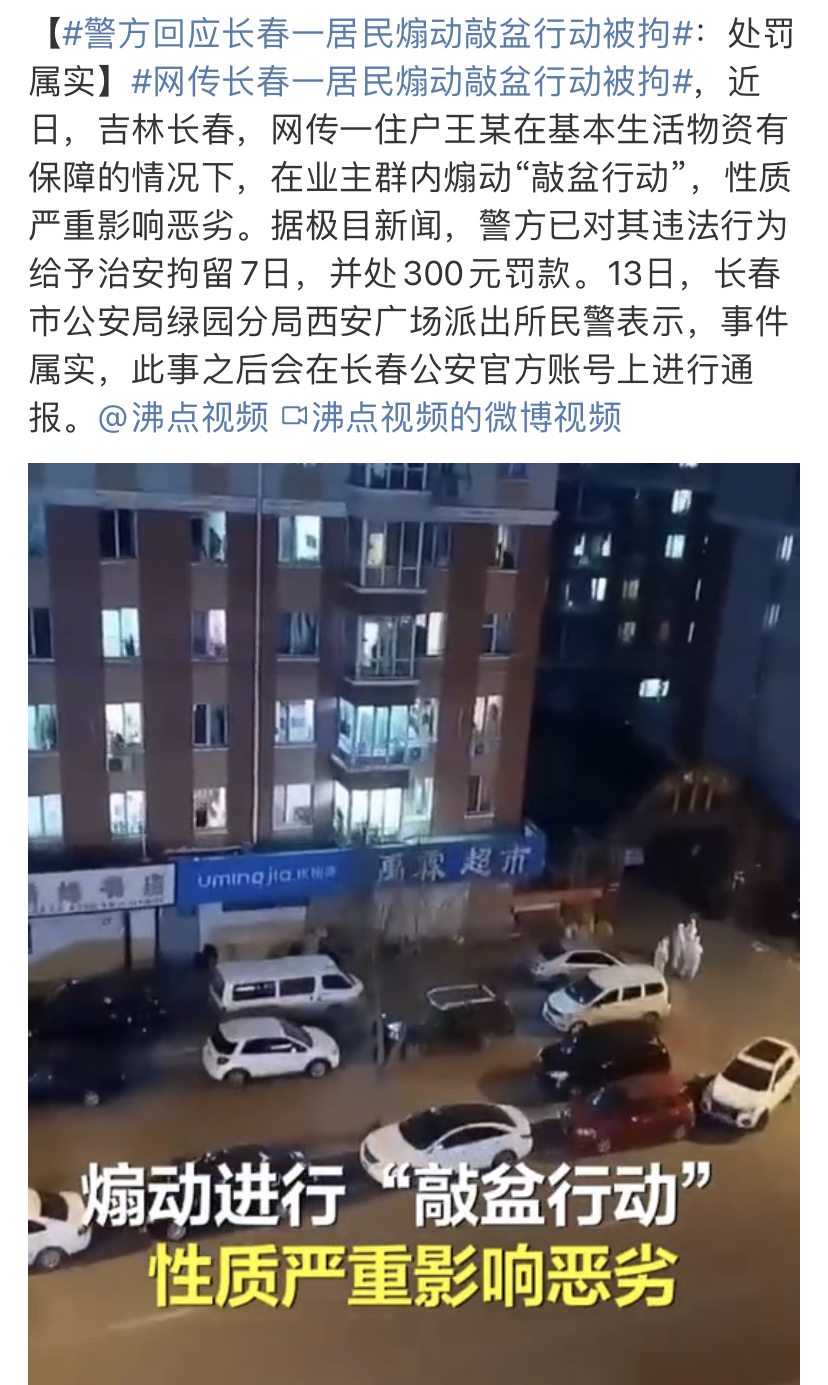 【#警方回应长春一居民煽动敲盆行动被拘#：处罚
属实】#网传长春一居民煽动敲盆行动被拘#，近
日，吉林长春，网传一住户王某在基本生活物资有
保障的情况下，在业主群内煽动“敲盆行动”，性质
严重影响恶劣。据极目新闻，警方已对其违法行为
给予治安拘留7日，并处300元罚款。13日，长春
市公安局绿园分局西安广场派出所民警表示，事件
属实，此事之后会在长春公安官方账号上进行通
报。@沸点视频 沸点视频的微博视频
umingjia
超市
煽动进行“敲盆行动”
性质严重影响恶劣